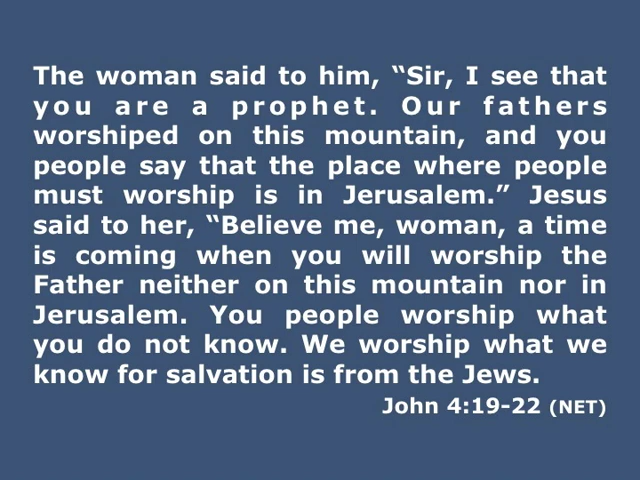 The woman said to him, “Sir, I see that
you are a prophet. Our fathers
worshiped on this mountain, and you
people say that the place where people
must worship is in Jerusalem.” Jesus
said to her, “Believe me, woman, a time
is coming when you will worship the
Father neither on this mountain nor in
Jerusalem. You people worship what
you do not know. We worship what we
know for salvation is from the Jews.
John 4:19-22 (NET)